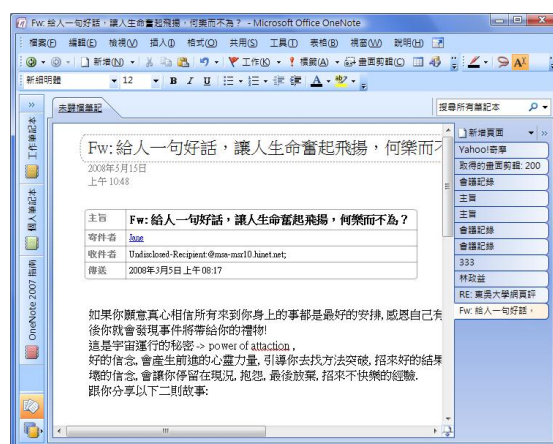 Fw: 給人一句好話，讓人生命奮起飛揚，何樂而不為？ - Microsoft Office OneNote
檔案(F) 編輯(E) 檢視(V) 插入(I) 格式(O) 共用(S) 工具(T) 表格(B) 視窗(W) 說明(H)
新增(N) 工作(K) 標籤(A) 畫面剪輯(C)
新細明體 12 B I U
未歸檔筆記
搜尋所有筆記本
工作筆記本
個人筆記本
OneNote 2007 指南
Fw: 給人一句好話，讓人生命奮起飛揚，何樂而不
2008年5月15日
上午 10:48
主旨 Fw: 給人一句好話，讓人生命奮起飛揚，何樂而不為？
寄件者 Jane
收件者 Undisclosed-Recipient:@msa-msr10.hinet.net;
傳送 2008年3月5日上午 08:17
如果你願意真心相信所有來到你身上的事都是最好的安排, 感恩自己有
後你就會發現事件將帶給你的禮物!
這是宇宙運行的秘密 -> power of attaction ,
好的信念, 會產生前進的心靈力量, 引導你去找方法突破, 招來好的結果
壞的信念, 會讓你停留在現況, 抱怨, 最後放棄, 招來不快樂的經驗.
跟你分享以下二則故事:
新增頁面
Yahoo!奇摩
取得的畫面剪輯: 200
會議記錄
主旨
主旨
會議記錄
會議記錄
333
林政益
RE: 東吳大學網頁評
Fw: 給人一句好話，